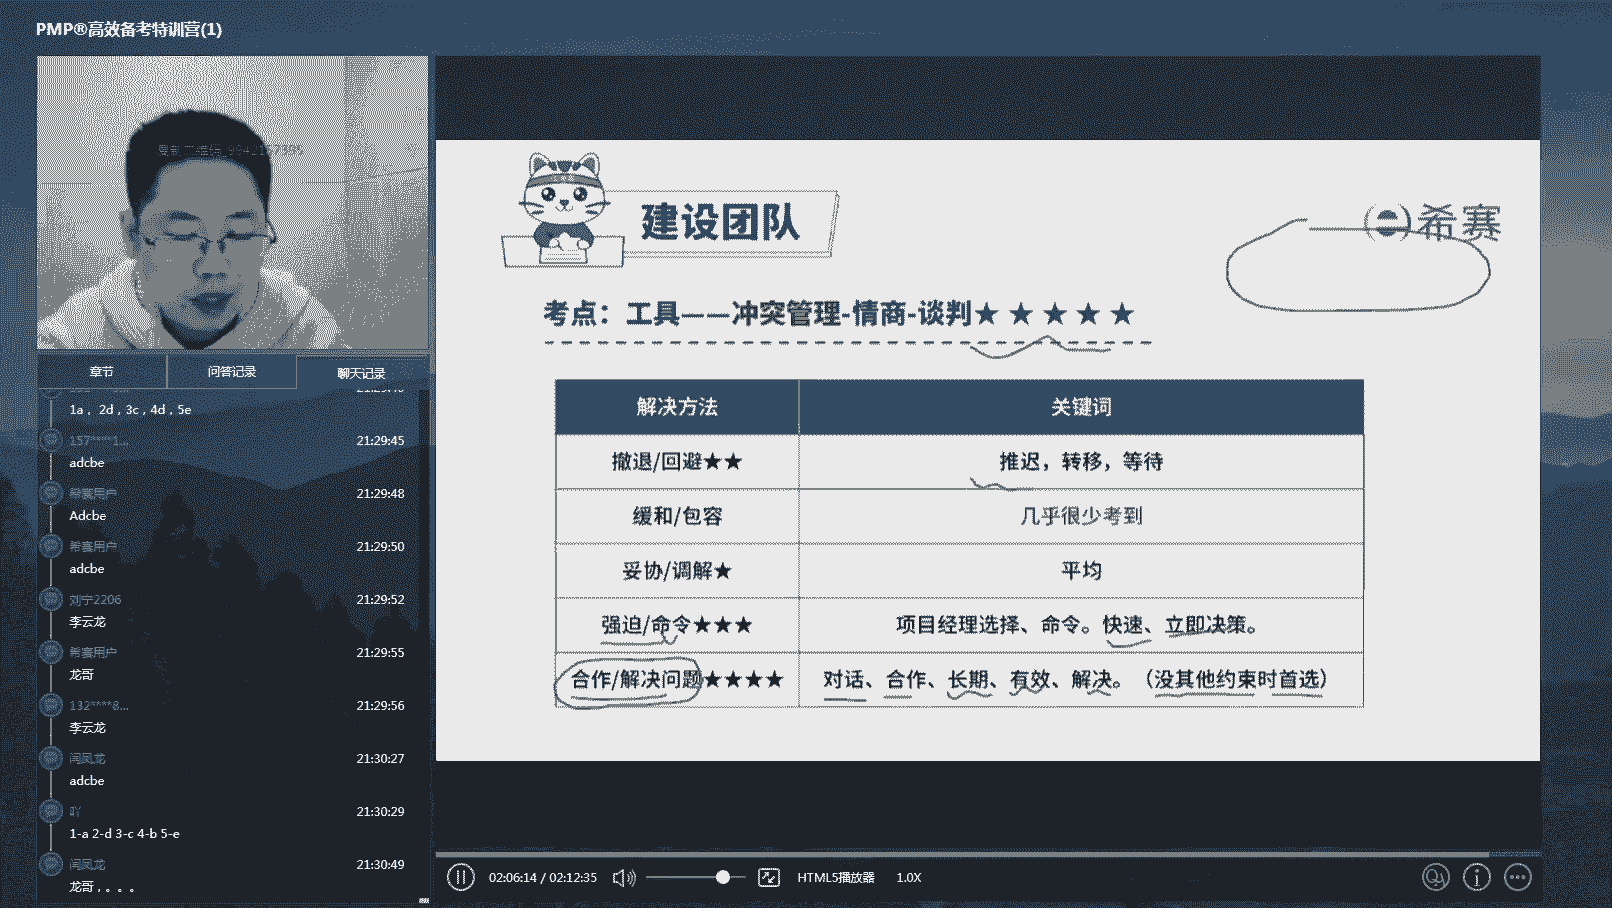 PMP®高效备考特训营(1)
章节
问答记录
聊天记录
1a，2d，3c，4d，5e
157****1...
21:29:45
adcbe
希赛用户
21:29:48
Adcbe
希赛用户
21:29:50
adcbe
刘宁2206
21:29:52
李云龙
希赛用户
21:29:55
龙哥
132****8...
21:29:56
李云龙
闫凤龙
21:30:27
adcbe
吖
21:30:29
1-a 2-d 3-c 4-b 5-e
闫凤龙
21:30:49
龙哥，。。。
建设团队
希赛
考点：工具——冲突管理-情商-谈判★★★★★
解决方法 关键词
撤退/回避★★ 推迟，转移，等待
缓和/包容 几乎很少考到
妥协/调解★ 平均
强迫/命令★★★ 项目经理选择、命令。快速、立即决策。
合作/解决问题★★★★ 对话、合作、长期、有效、解决。（没其他约束时首选）
02:06:14 / 02:12:35
HTML5播放器
1.0X